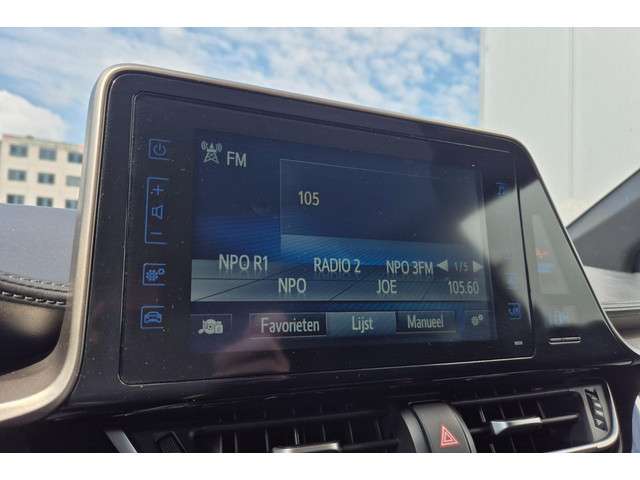 FM
105
NPO R1 RADIO 2 NPO 3FM 1/5
NPO JOE 105.60
Favorieten Lijst Manueel